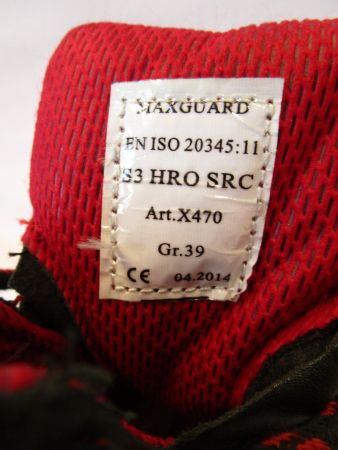 MAXGUARD
EN ISO 20345:11
S3 HRO SRC
Art.X470
Gr.39
CE 04.2014